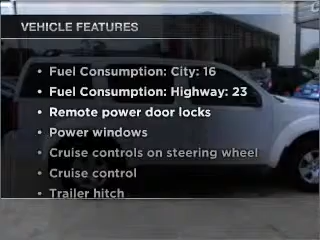 VEHICLE FEATURES
• Fuel Consumption: City: 16
• Fuel Consumption: Highway: 23
• Remote power door locks
• Power windows
• Cruise controls on steering wheel
• Cruise control
• Trailer hitch